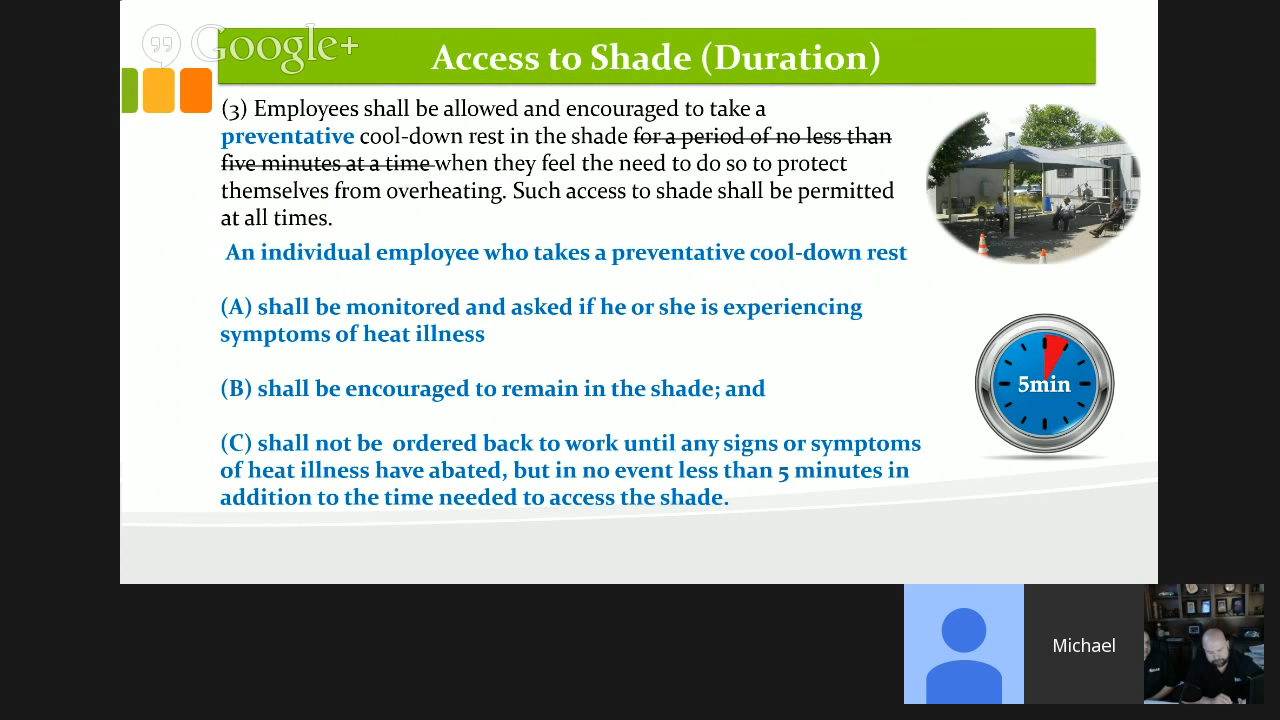 Google+
Access to Shade (Duration)
(3) Employees shall be allowed and encouraged to take a
preventative cool-down rest in the shade for a period of no less than
five minutes at a time when they feel the need to do so to protect
themselves from overheating. Such access to shade shall be permitted
at all times.
An individual employee who takes a preventative cool-down rest
(A) shall be monitored and asked if he or she is experiencing
symptoms of heat illness
(B) shall be encouraged to remain in the shade; and
(C) shall not be ordered back to work until any signs or symptoms
of heat illness have abated, but in no event less than 5 minutes in
addition to the time needed to access the shade.
5min
Michael